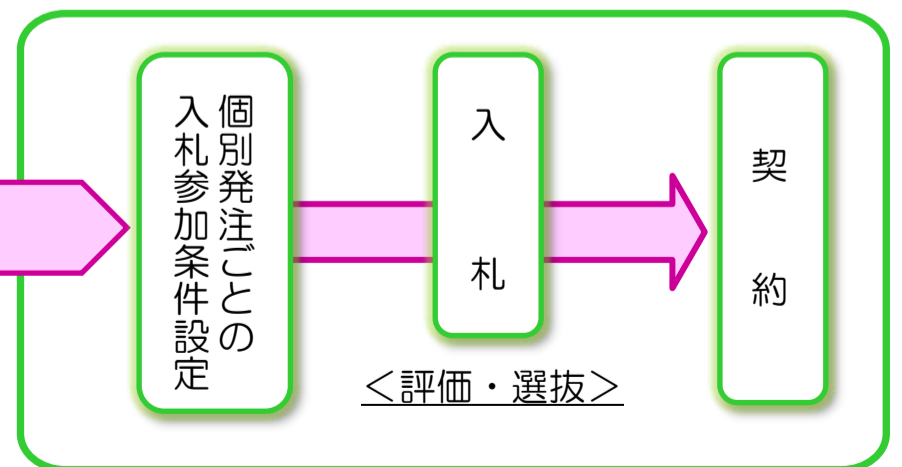 個別発注ごとの
入札参加条件設定
入札
契約
＜評価・選抜＞